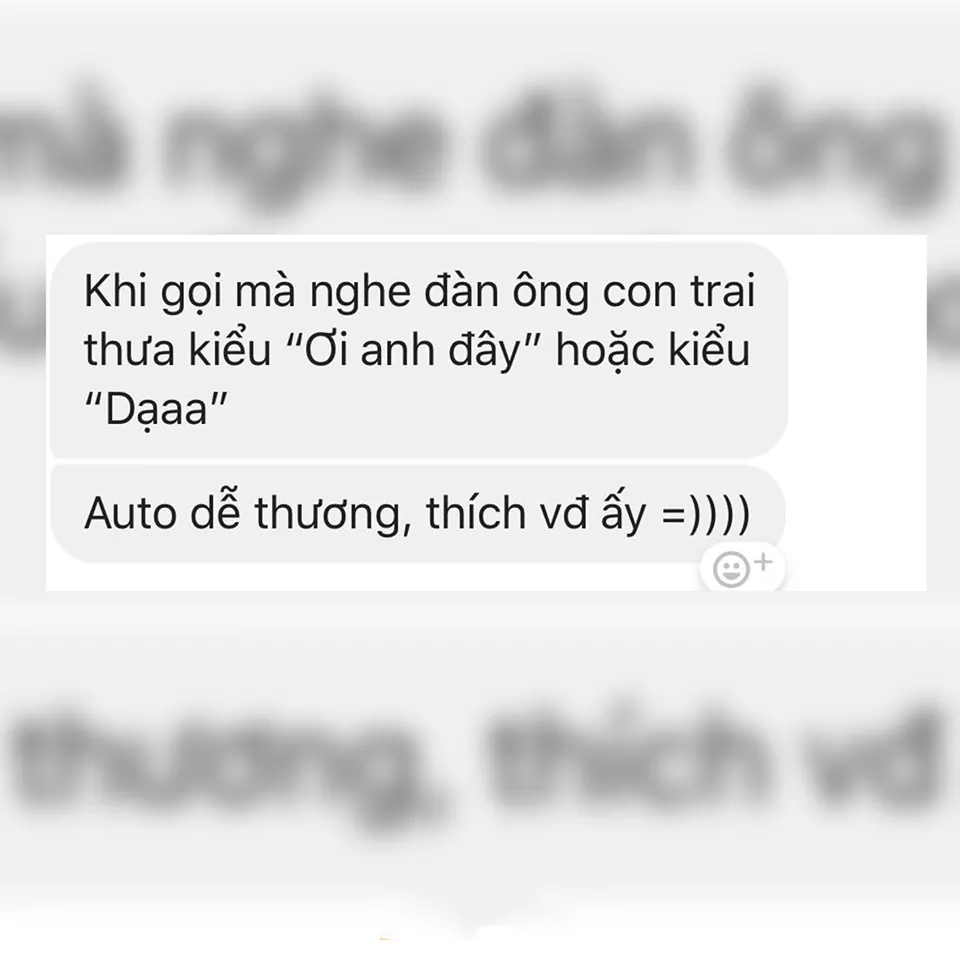 mà nghe đàn ông
Khi gọi mà nghe đàn ông con trai
thưa kiểu “Ơi anh đây” hoặc kiểu
“Dạaa”
Auto dễ thương, thích vđ ấy =))))
thương, thích vđ